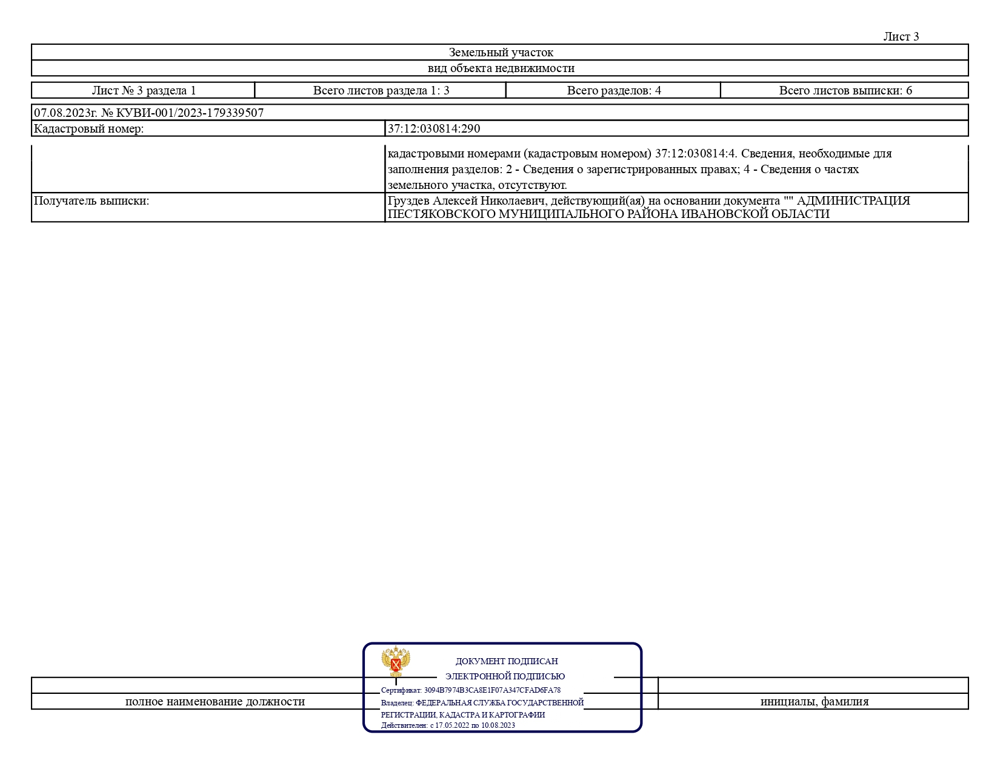 Лист 3
Земельный участок
вид объекта недвижимости
Лист № 3 раздела 1 Всего листов раздела 1: 3 Всего разделов: 4 Всего листов выписки: 6
07.08.2023г. № КУВИ-001/2023-179339507
Кадастровый номер: 37:12:030814:290
кадастровыми номерами (кадастровым номером) 37:12:030814:4. Сведения, необходимые для
заполнения разделов: 2 - Сведения о зарегистрированных правах; 4 - Сведения о частях
земельного участка, отсутствуют.
Получатель выписки: Груздев Алексей Николаевич, действующий(ая) на основании документа "" АДМИНИСТРАЦИЯ
ПЕСТЯКОВСКОГО МУНИЦИПАЛЬНОГО РАЙОНА ИВАНОВСКОЙ ОБЛАСТИ
ДОКУМЕНТ ПОДПИСАН
ЭЛЕКТРОННОЙ ПОДПИСЬЮ
Сертификат: 3094B7974B3CA8E1F07A347CFAD6FA78
полное наименование должности Владелец: ФЕДЕРАЛЬНАЯ СЛУЖБА ГОСУДАРСТВЕННОЙ инициалы, фамилия
РЕГИСТРАЦИИ, КАДАСТРА И КАРТОГРАФИИ
Действителен: с 17.05.2022 по 10.08.2023